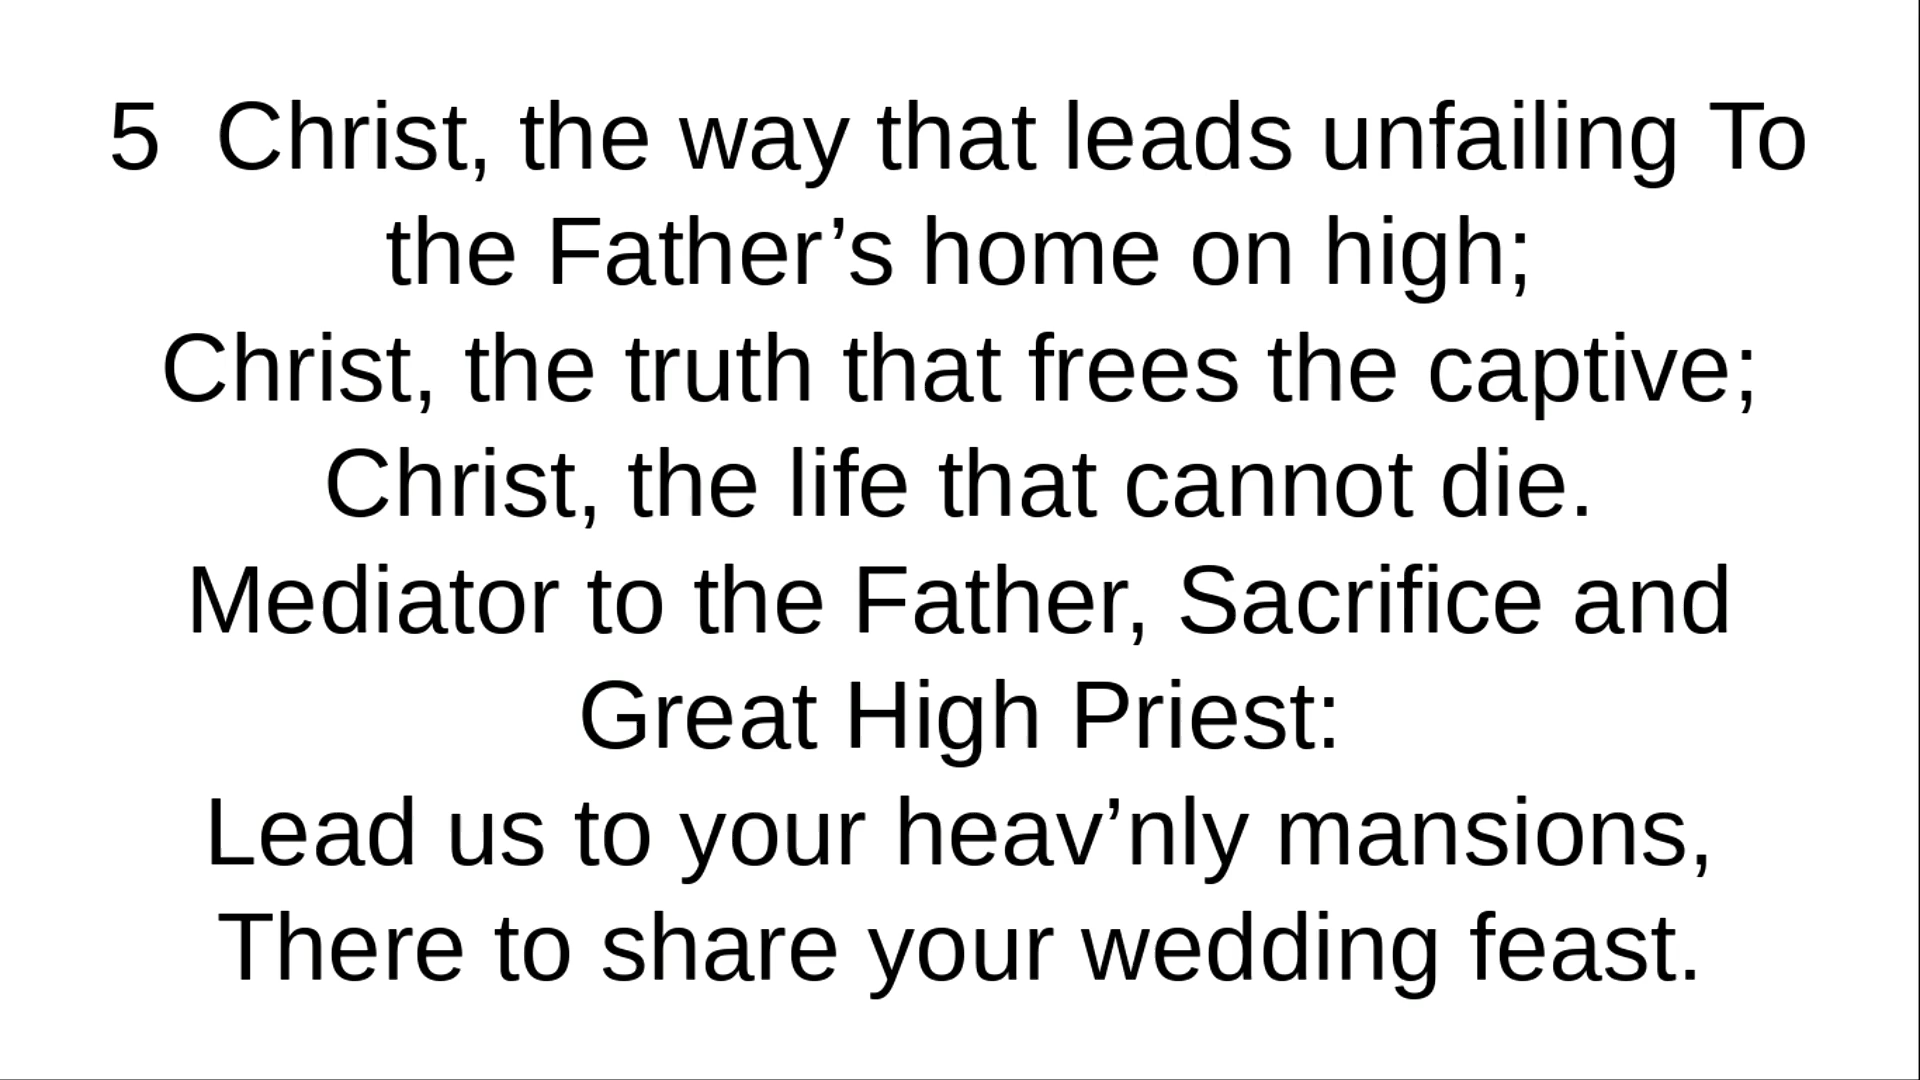 5  Christ, the way that leads unfailing To
the Father’s home on high;
Christ, the truth that frees the captive;
Christ, the life that cannot die.
Mediator to the Father, Sacrifice and
Great High Priest:
Lead us to your heav’nly mansions,
There to share your wedding feast.